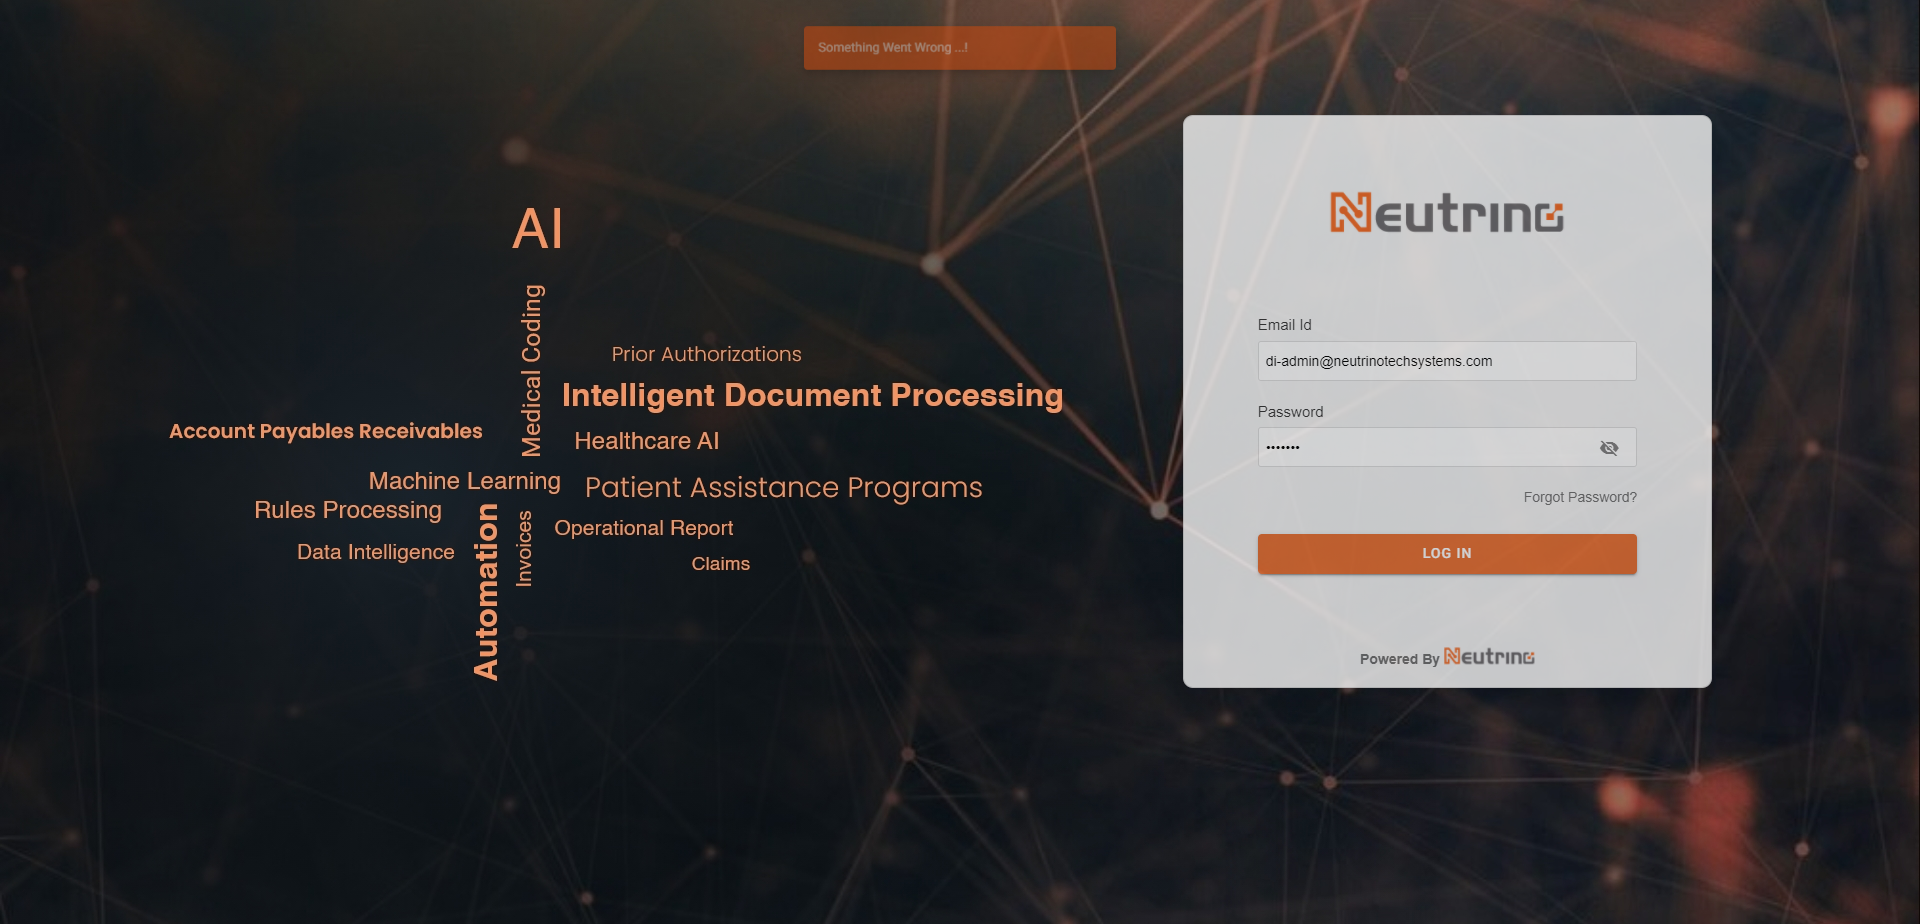 Something Went Wrong ...!
AI
Medical Coding
Prior Authorizations
Intelligent Document Processing
Account Payables Receivables
Healthcare AI
Machine Learning
Patient Assistance Programs
Rules Processing
Automation
Invoices
Operational Report
Data Intelligence
Claims
Neutrino
Email Id
di-admin@neutrinotechsystems.com
Password
•••••••
Forgot Password?
LOG IN
Powered By Neutrino